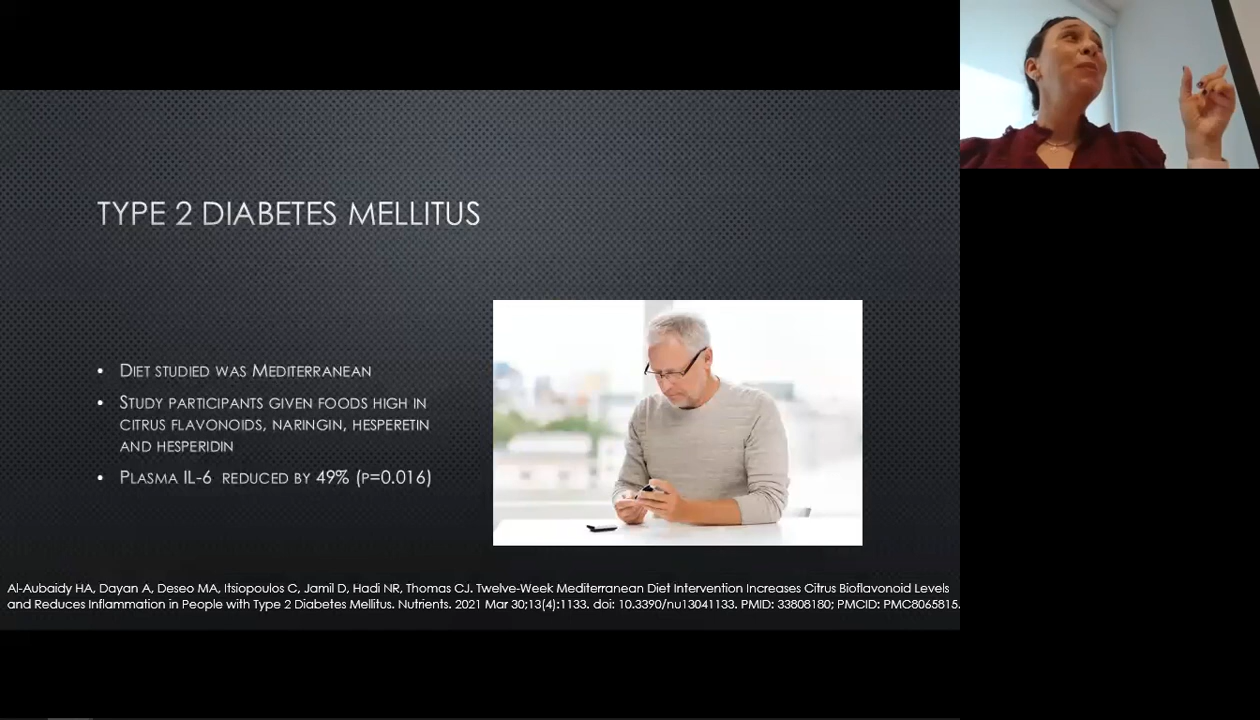 TYPE 2 DIABETES MELLITUS
• DIET STUDIED WAS MEDITERRANEAN
• STUDY PARTICIPANTS GIVEN FOODS HIGH IN
CITRUS FLAVONOIDS, NARINGIN, HESPERETIN
AND HESPERIDIN
• PLASMA IL-6 REDUCED BY 49% (P=0.016)
Al-Aubaidy HA, Dayan A, Deseo MA, Itsiopoulos C, Jamil D, Hadi NR, Thomas CJ. Twelve-Week Mediterranean Diet Intervention Increases Citrus Bioflavonoid Levels
and Reduces Inflammation in People with Type 2 Diabetes Mellitus. Nutrients. 2021 Mar 30;13(4):1133. doi: 10.3390/nu13041133. PMID: 33808180; PMCID: PMC8065815.